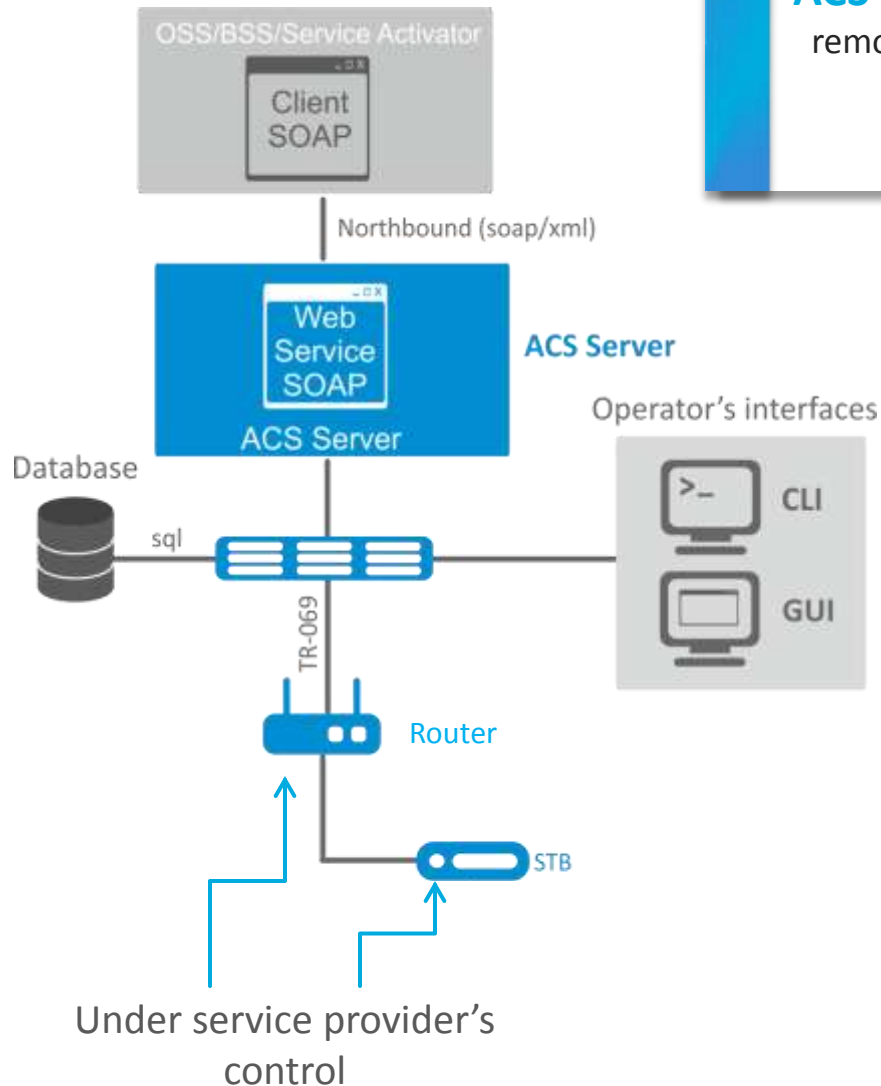 ACS
remo
OSS/BSS/Service Activator
Client
SOAP
Northbound (soap/xml)
Web
Service
SOAP
ACS Server
ACS Server
Operator's interfaces
>_
CLI
GUI
Database
sql
TR-069
Router
STB
Under service provider's
control